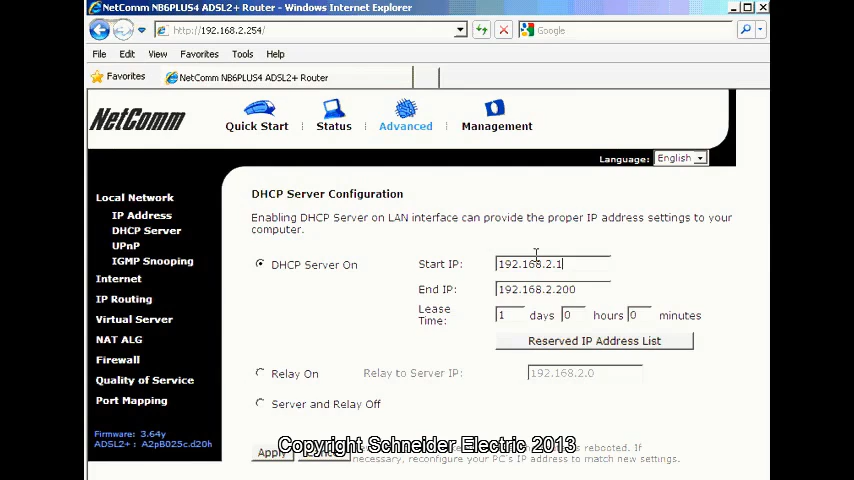 NetComm NB6PLUS4 ADSL2+ Router - Windows Internet Explorer
http://192.168.2.254/
Google
File Edit View Favorites Tools Help
Favorites NetComm NB6PLUS4 ADSL2+ Router
NetComm
Quick Start Status Advanced Management
Language: English
Local Network
IP Address
DHCP Server
UPnP
IGMP Snooping
Internet
IP Routing
Virtual Server
NAT ALG
Firewall
Quality of Service
Port Mapping
Firmware: 3.64y
ADSL2+ : A2pB025c.d20h
DHCP Server Configuration
Enabling DHCP Server on LAN interface can provide the proper IP address settings to your
computer.
DHCP Server On Start IP: 192.168.2.1
End IP: 192.168.2.200
Lease
Time: 1 days 0 hours 0 minutes
Reserved IP Address List
Relay On Relay to Server IP: 192.168.2.0
Server and Relay Off
Apply Cancel
rebooted. If
necessary, reconfigure your PC's IP address to match new settings.
Copyright Schneider Electric 2013